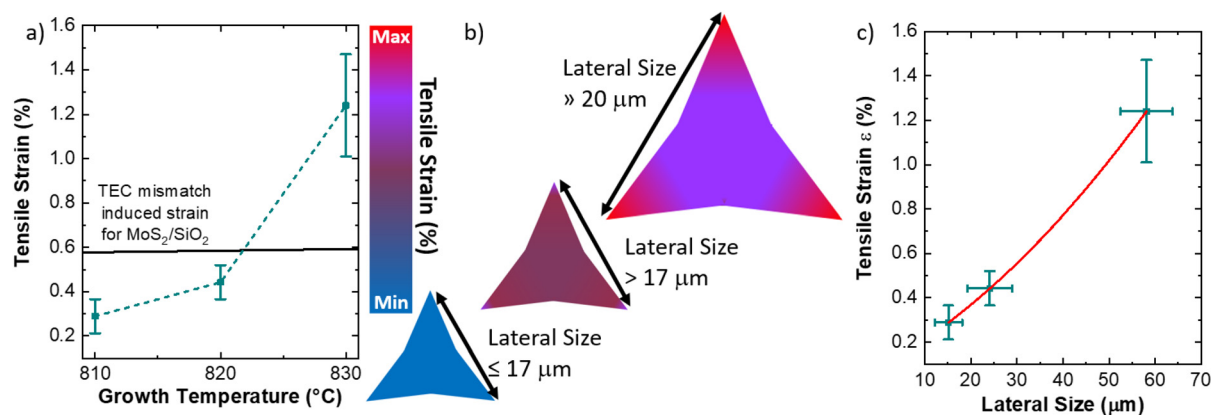 a)
Tensile Strain (%)
1.6
1.4
1.2
1.0
0.8
0.6
0.4
0.2
TEC mismatch
induced strain
for MoS₂/SiO₂
810
820
830
Growth Temperature (°C)
Max
Tensile Strain (%)
Min
b)
Lateral Size
» 20 μm
Lateral Size
> 17 μm
Lateral Size
≤ 17 μm
c)
Tensile Strain ε (%)
1.6
1.4
1.2
1.0
0.8
0.6
0.4
0.2
10 20 30 40 50 60 70
Lateral Size (μm)